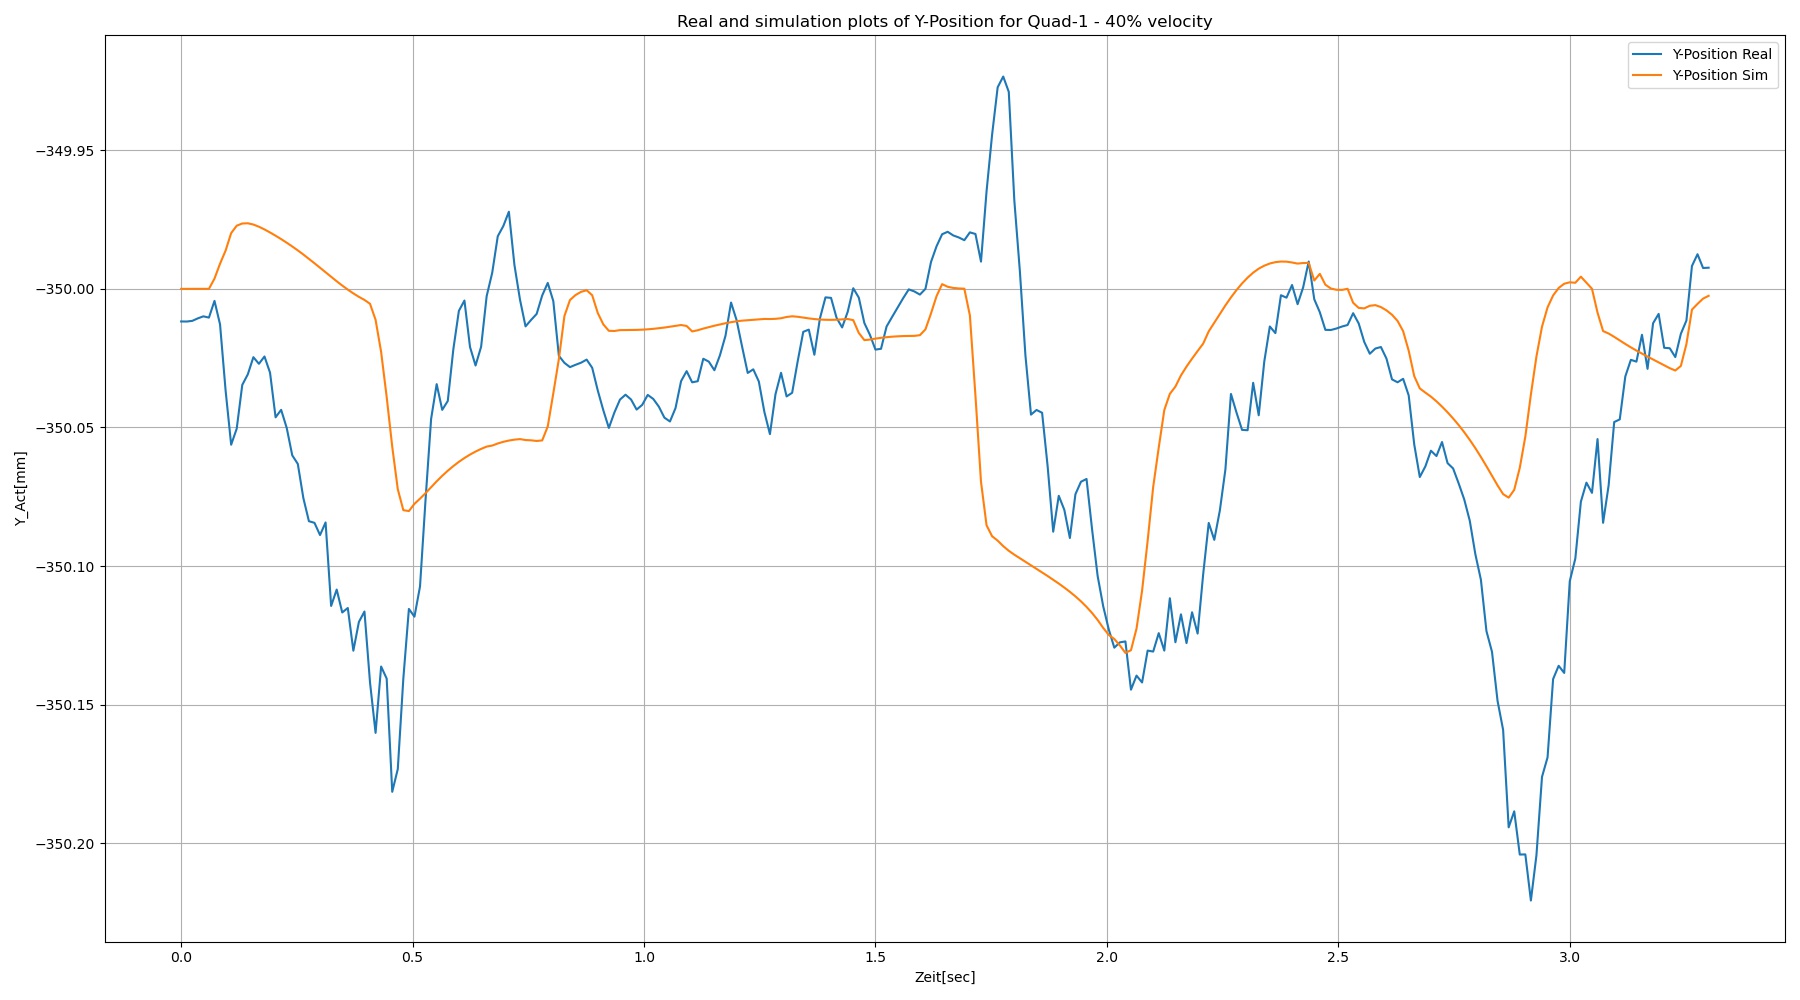 Real and simulation plots of Y-Position for Quad-1 - 40% velocity
Y-Position Real
Y-Position Sim
−349.95
−350.00
−350.05
−350.10
−350.15
−350.20
Y_Act[mm]
0.0 0.5 1.0 1.5 2.0 2.5 3.0
Zeit[sec]